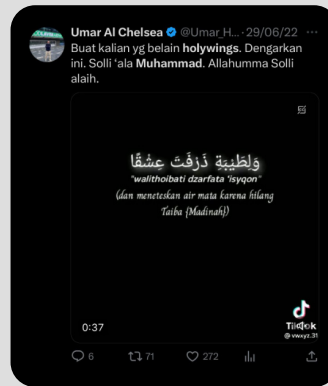 Umar Al Chelsea @Umar_H... · 29/06/22 ...
Buat kalian yg belain holywings. Dengarkan
ini. Solli 'ala Muhammad. Allahumma Solli
alaih.
وَلِطَيْبَةِ ذَرْفَتَ عِشْقًا
"walithoibati dzarfata 'isyqon"
(dan meneteskan air mata karena hilang
Taiba {Madinah})
0:37
TikTok
@vwxyz.31
6 71 272